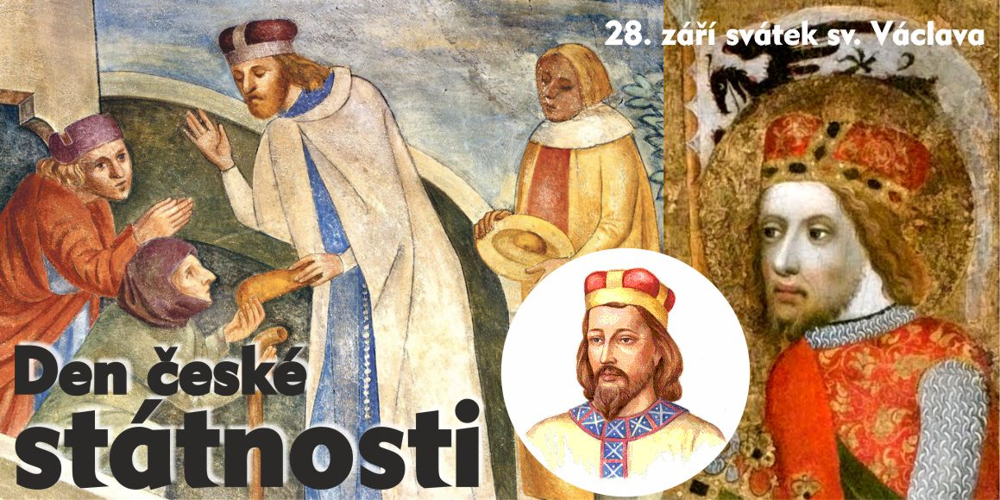 28. září svátek sv. Václava
Den české
státnosti